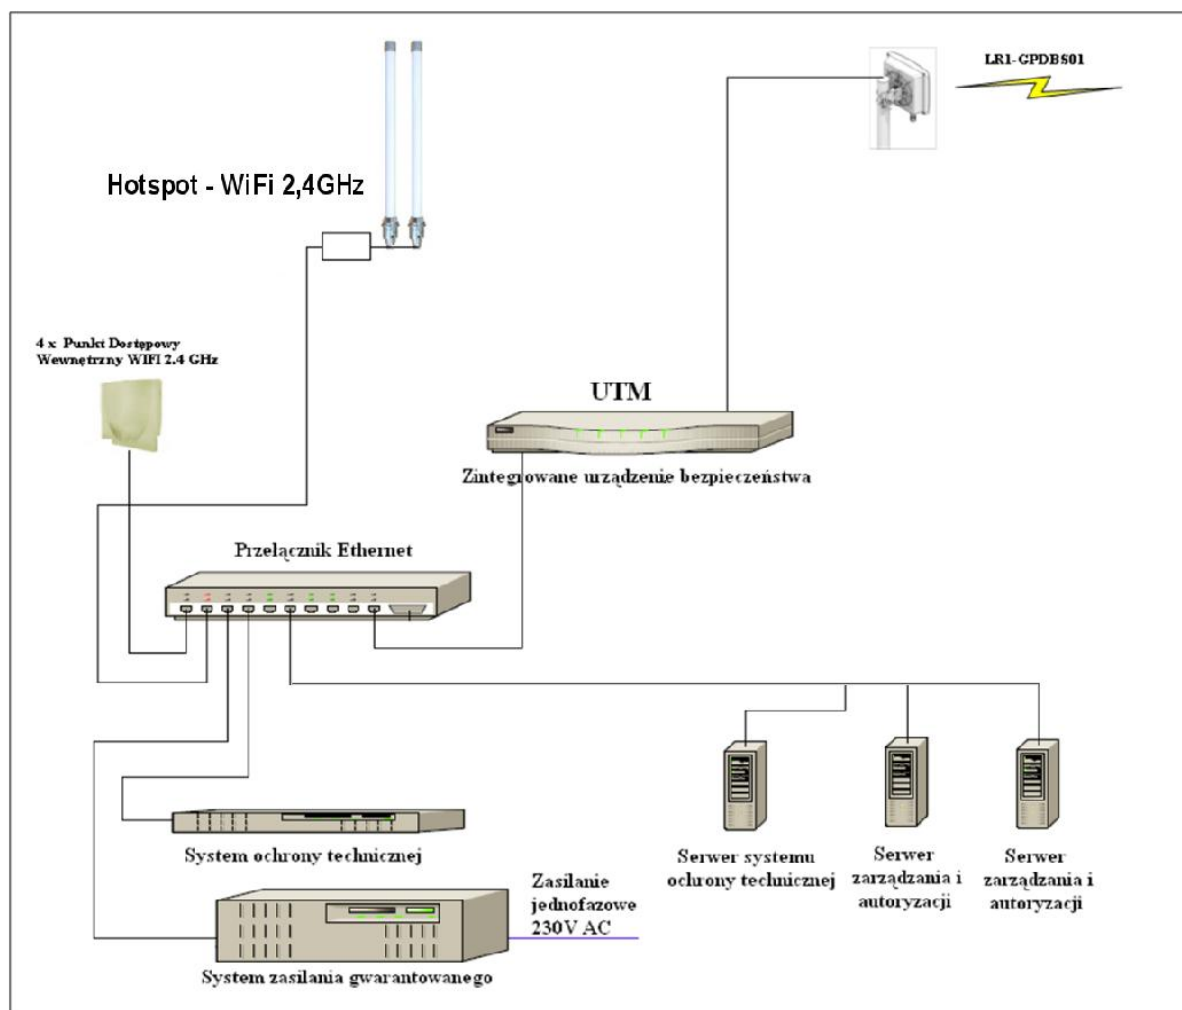 LR1-GPDBS01
Hotspot - WiFi 2,4GHz
4 x Punkt Dostępowy
Wewnętrzny WIFI 2.4 GHz
UTM
Zintegrowane urządzenie bezpieczeństwa
Przełącznik Ethernet
System ochrony technicznej
Serwer systemu
ochrony technicznej
Serwer
zarządzania i
autoryzacji
Serwer
zarządzania i
autoryzacji
Zasilanie
jednofazowe
230V AC
System zasilania gwarantowanego